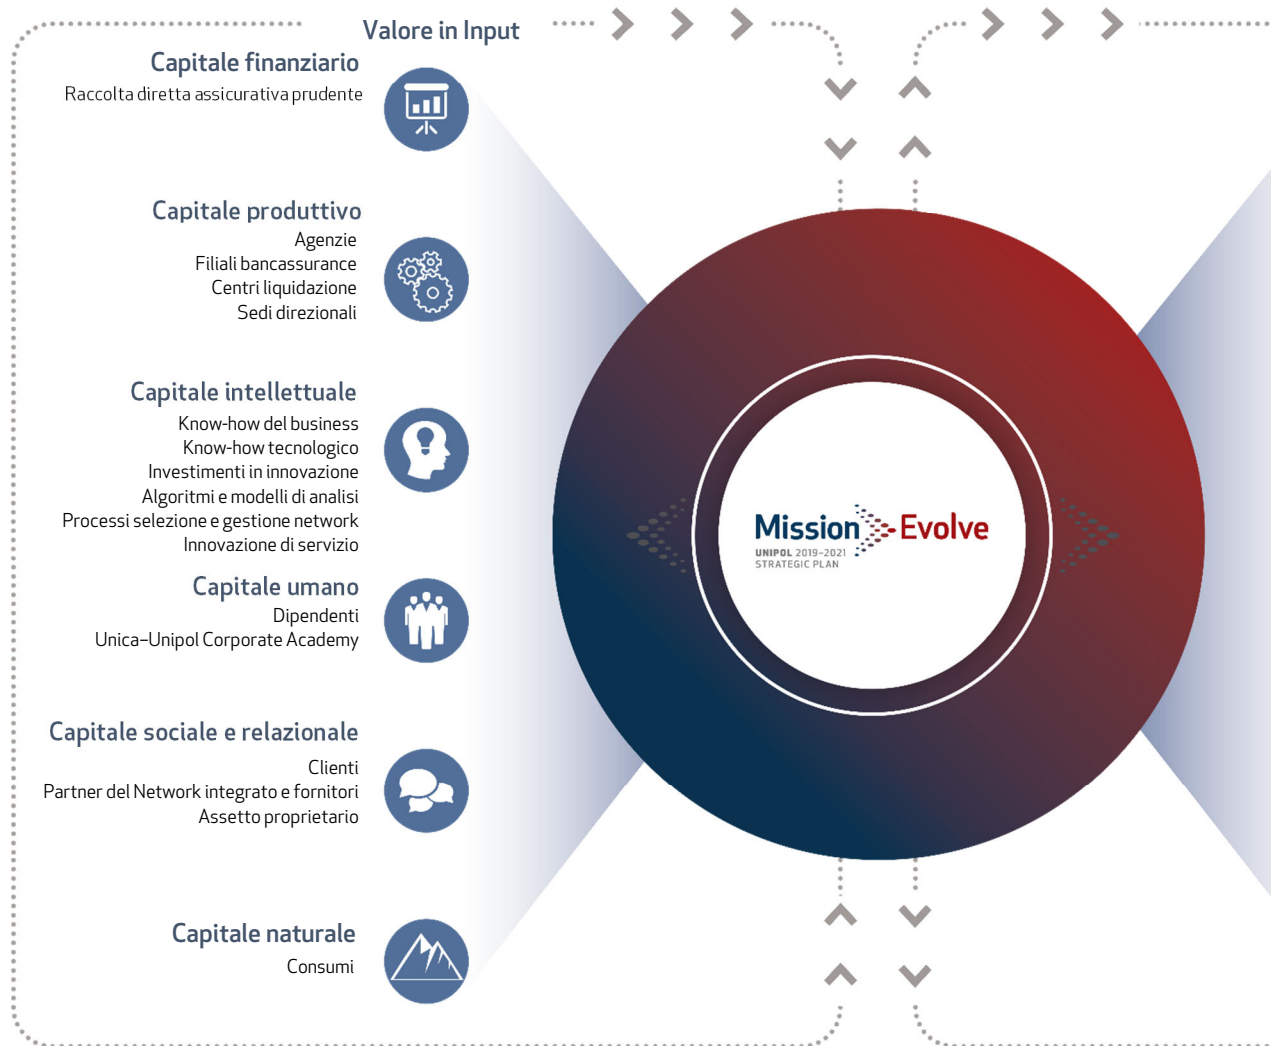 Valore in Input
Capitale finanziario
Raccolta diretta assicurativa prudente
Capitale produttivo
Agenzie
Filiali bancassurance
Centri liquidazione
Sedi direzionali
Capitale intellettuale
Know-how del business
Know-how tecnologico
Investimenti in innovazione
Algoritmi e modelli di analisi
Processi selezione e gestione network
Innovazione di servizio
Capitale umano
Dipendenti
Unica–Unipol Corporate Academy
Capitale sociale e relazionale
Clienti
Partner del Network integrato e fornitori
Assetto proprietario
Capitale naturale
Consumi
Mission Evolve
UNIPOL 2019–2021
STRATEGIC PLAN